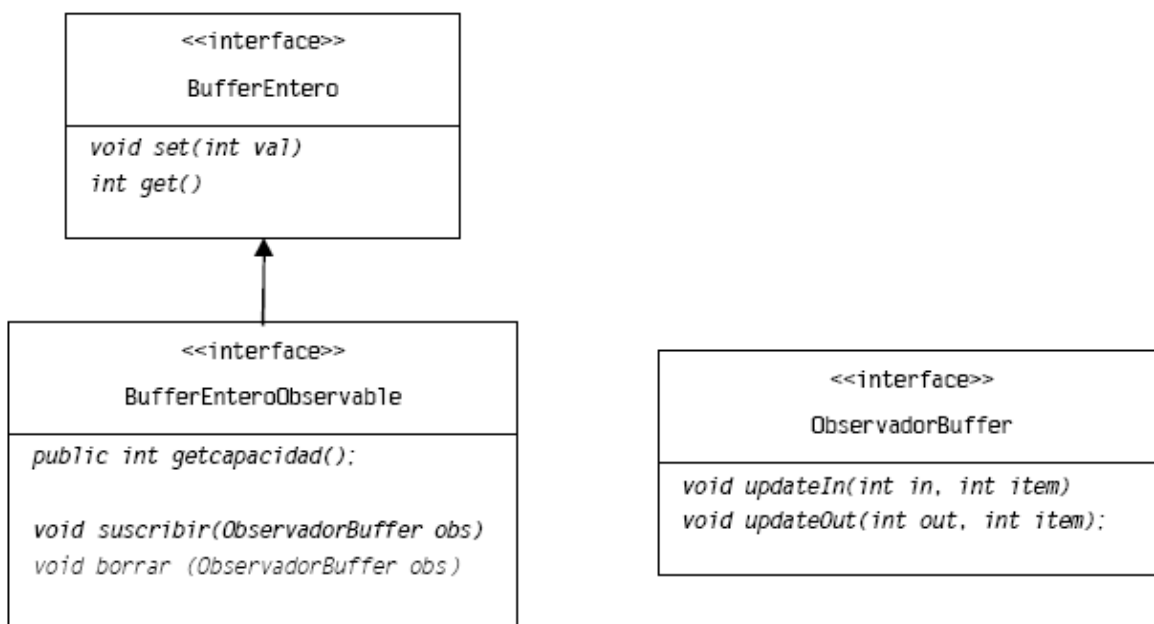 <<interface>>
BufferEntero
void set(int val)
int get()
<<interface>>
BufferEnteroObservable
public int getcapacidad();
void suscribir(ObservadorBuffer obs)
void borrar (ObservadorBuffer obs)
<<interface>>
ObservadorBuffer
void updateIn(int in, int item)
void updateOut(int out, int item);